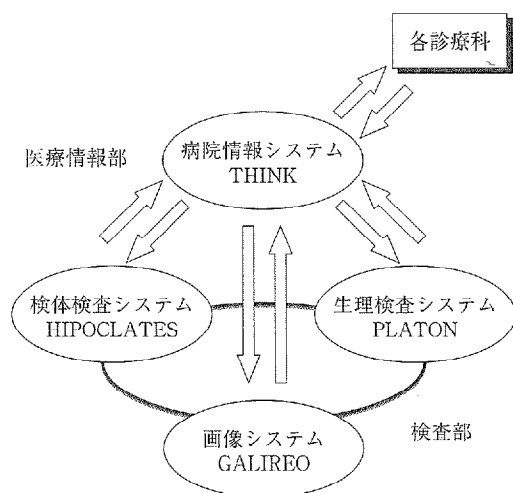 各診療科
医療情報部
病院情報システム
THINK
検体検査システム
HIPOCLATES
生理検査システム
PLATON
画像システム
GALIREO
検査部